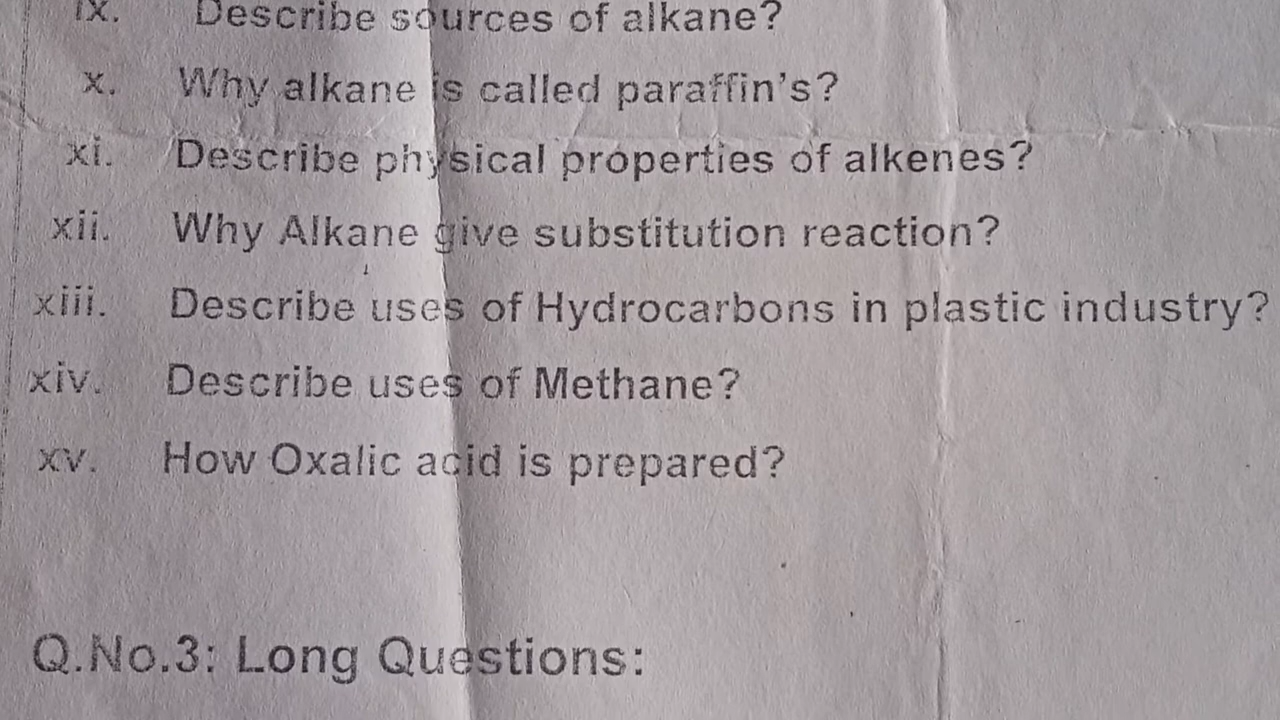 ix. Describe sources of alkane?
x. Why alkane is called paraffin's?
xi. Describe physical properties of alkenes?
xii. Why Alkane give substitution reaction?
xiii. Describe uses of Hydrocarbons in plastic industry?
xiv. Describe uses of Methane?
xv. How Oxalic acid is prepared?
Q.No.3: Long Questions: